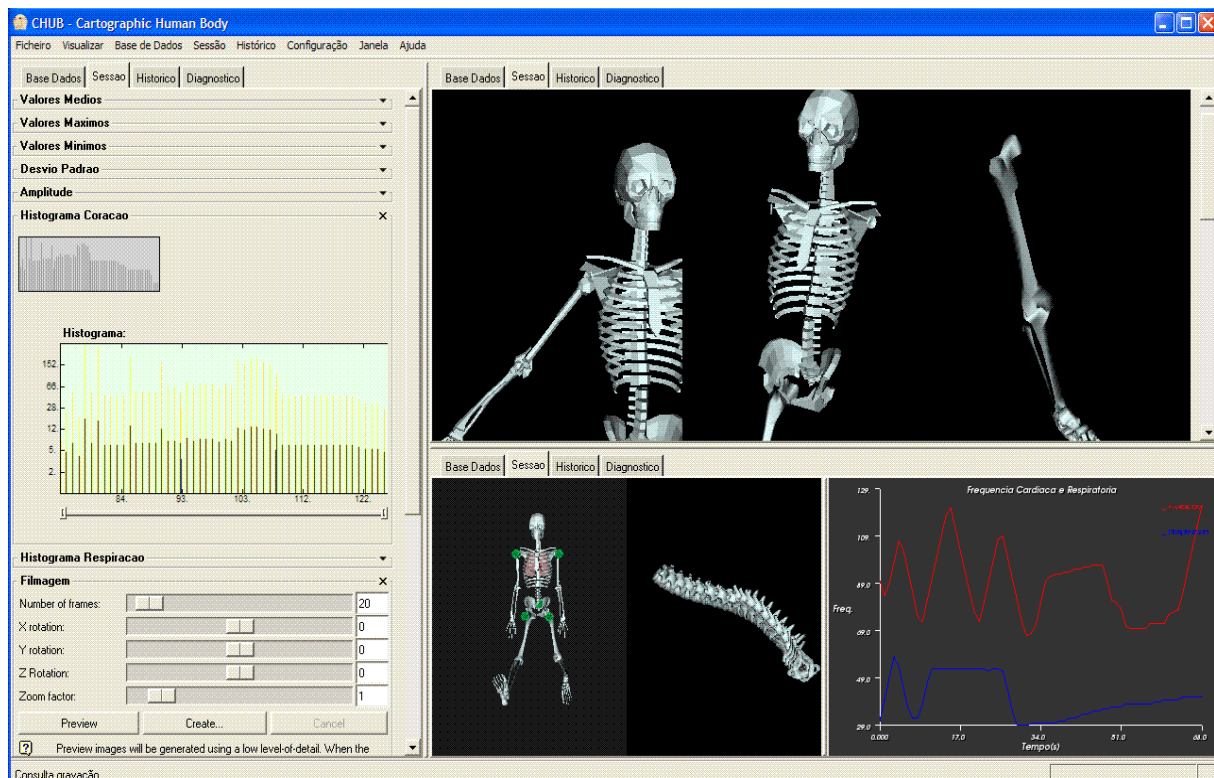 CHUB - Cartographic Human Body
Ficheiro Visualizar Base de Dados Sessão Histórico Configuração Janela Ajuda
Base Dados Sessao Historico Diagnostico
Valores Medios
Valores Maximos
Valores Minimos
Desvio Padrao
Amplitude
Histograma Coracao
Histograma:
152.
66.
28.
12.
5.
2.
84. 93. 103. 112. 122.
Histograma Respiracao
Filmagem
Number of frames: 20
X rotation: 0
Y rotation: 0
Z Rotation: 0
Zoom factor: 1
Preview Create... Cancel
Preview images will be generated using a low level-of-detail. When the
Consulta gravação
Base Dados Sessao Histórico Diagnostico
Base Dados Sessao Histórico Diagnostico
Frequencia Cardiaca e Respiratoria
129.
109.
89.0
Freq.
69.0
49.0
29.0
0.000 17.0 34.0 51.0 68.0
Tempo(s)